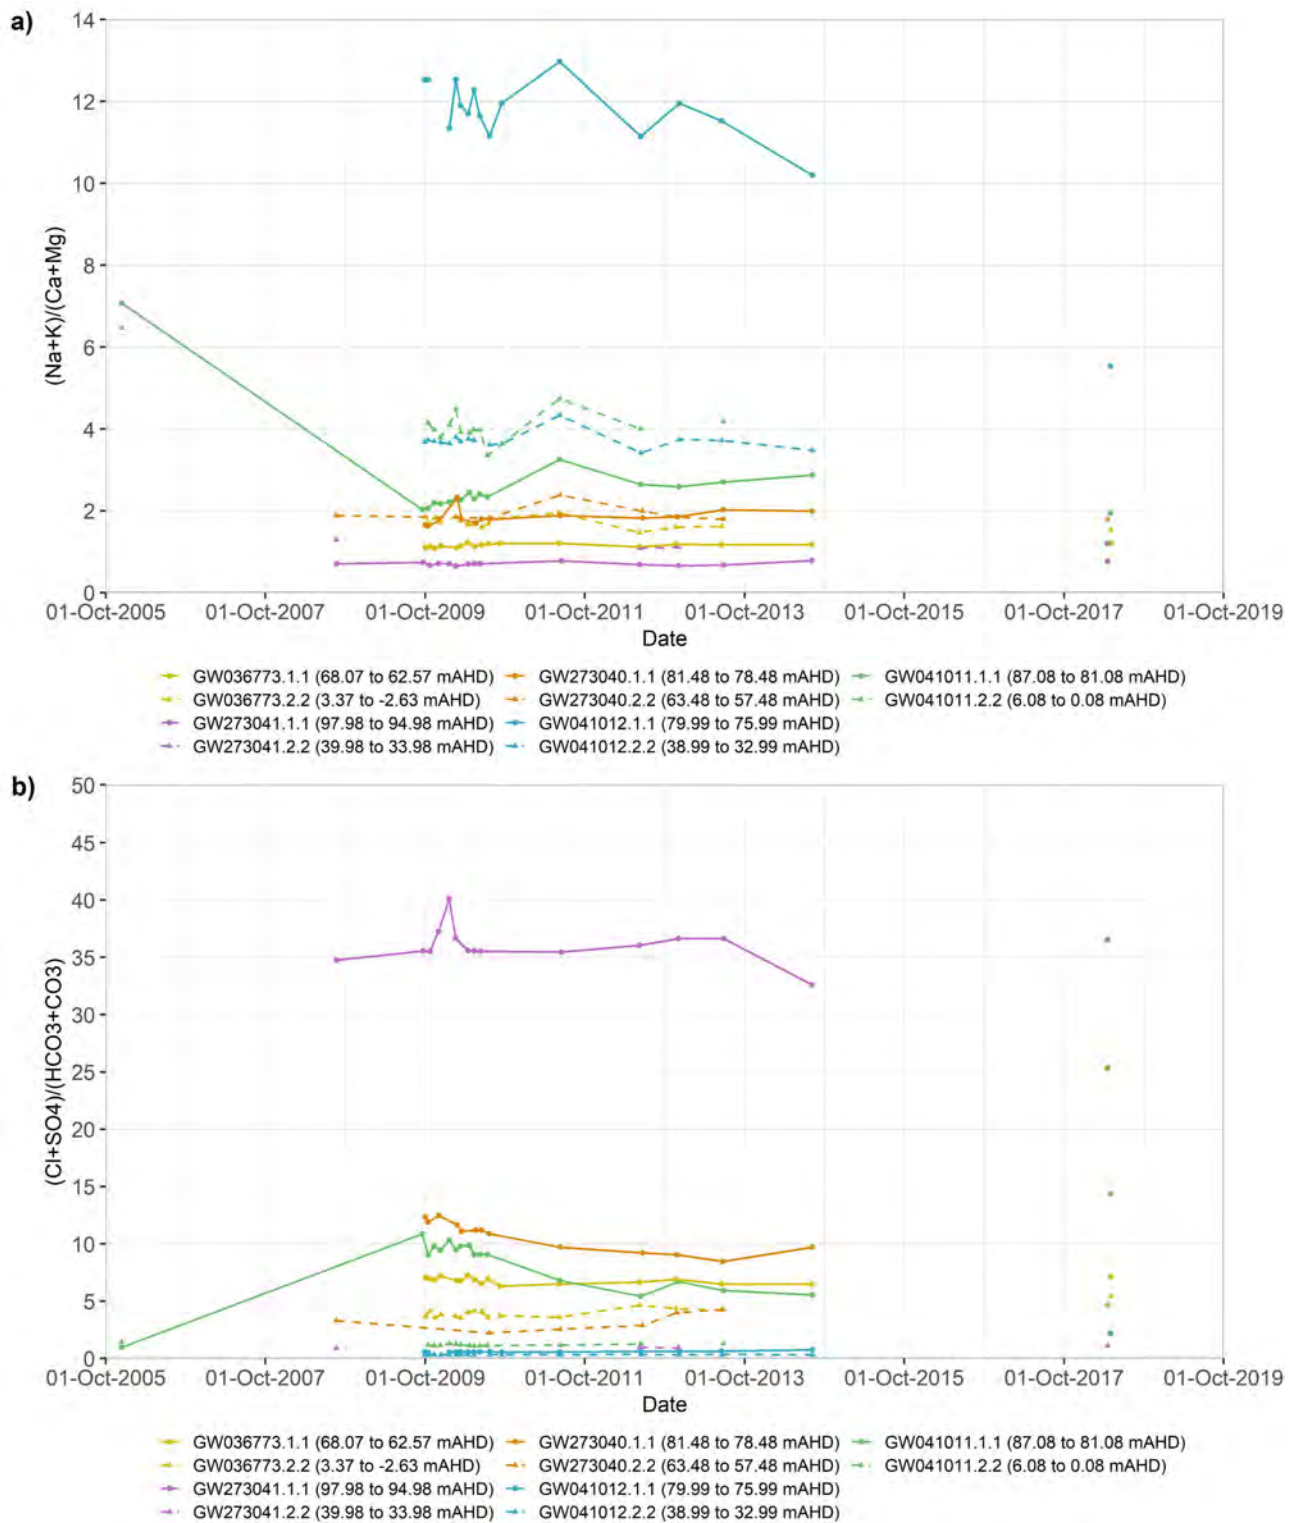 a)
14
12
10
8
6
4
2
0
(Na+K)/(Ca+Mg)
01-Oct-2005 01-Oct-2007 01-Oct-2009 01-Oct-2011 01-Oct-2013 01-Oct-2015 01-Oct-2017 01-Oct-2019
Date
GW036773.1.1 (68.07 to 62.57 mAHD) GW273040.1.1 (81.48 to 78.48 mAHD) GW041011.1.1 (87.08 to 81.08 mAHD)
GW036773.2.2 (3.37 to -2.63 mAHD) GW273040.2.2 (63.48 to 57.48 mAHD) GW041011.2.2 (6.08 to 0.08 mAHD)
GW273041.1.1 (97.98 to 94.98 mAHD) GW041012.1.1 (79.99 to 75.99 mAHD)
GW273041.2.2 (39.98 to 33.98 mAHD) GW041012.2.2 (38.99 to 32.99 mAHD)
b)
50
45
40
35
30
25
20
15
10
5
0
(Cl+SO4)/(HCO3+CO3)
01-Oct-2005 01-Oct-2007 01-Oct-2009 01-Oct-2011 01-Oct-2013 01-Oct-2015 01-Oct-2017 01-Oct-2019
Date
GW036773.1.1 (68.07 to 62.57 mAHD) GW273040.1.1 (81.48 to 78.48 mAHD) GW041011.1.1 (87.08 to 81.08 mAHD)
GW036773.2.2 (3.37 to -2.63 mAHD) GW273040.2.2 (63.48 to 57.48 mAHD) GW041011.2.2 (6.08 to 0.08 mAHD)
GW273041.1.1 (97.98 to 94.98 mAHD) GW041012.1.1 (79.99 to 75.99 mAHD)
GW273041.2.2 (39.98 to 33.98 mAHD) GW041012.2.2 (38.99 to 32.99 mAHD)